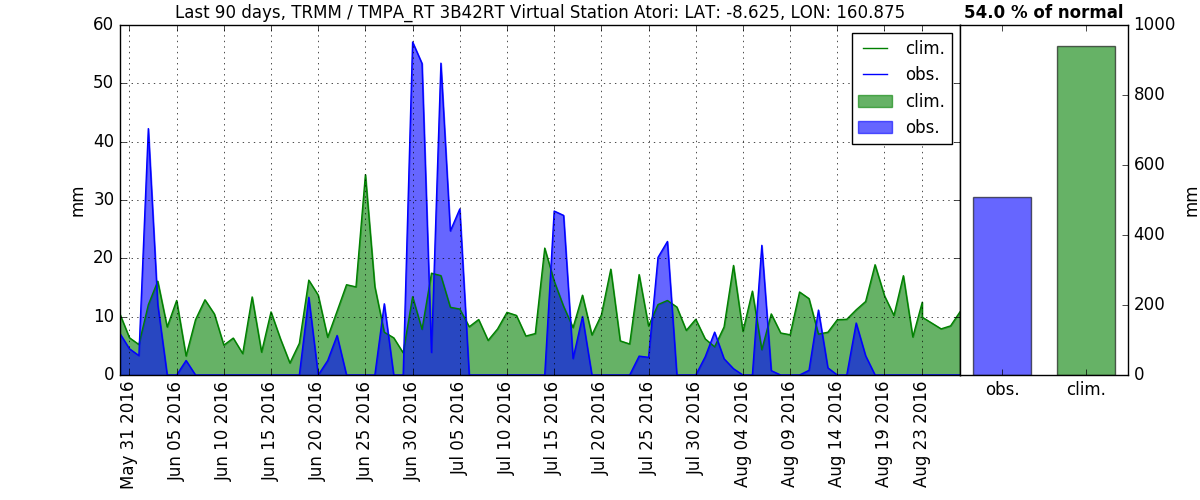 Last 90 days, TRMM / TMPA_RT 3B42RT Virtual Station Atori: LAT: -8.625, LON: 160.875
54.0 % of normal
60
50
40
30
20
10
0
mm
clim.
obs.
clim.
obs.
1000
800
600
400
200
0
mm
May 31 2016
Jun 05 2016
Jun 10 2016
Jun 15 2016
Jun 20 2016
Jun 25 2016
Jun 30 2016
Jul 05 2016
Jul 10 2016
Jul 15 2016
Jul 20 2016
Jul 25 2016
Jul 30 2016
Aug 04 2016
Aug 09 2016
Aug 14 2016
Aug 19 2016
Aug 23 2016
obs.
clim.